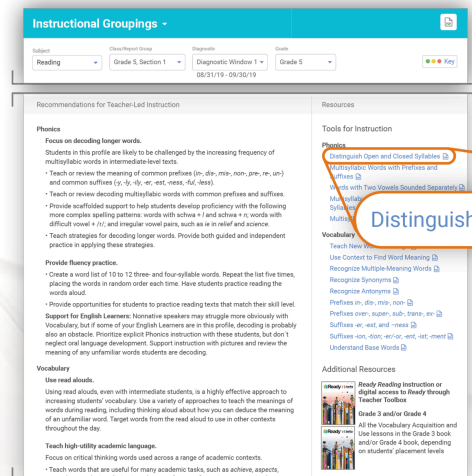 Instructional Groupings
Subject
Class/Report Group
Diagnostic
Grade
Reading
Grade 5, Section 1
Diagnostic Window 1
Grade 5
08/31/19 - 09/30/19
Key
Recommendations for Teacher-Led Instruction
Resources
Phonics
Focus on decoding longer words.
Students in this profile are likely to be challenged by the increasing frequency of
multisyllabic words in intermediate-level texts.
• Teach or review the meaning of common prefixes (in-, dis-, mis-, non-, pre-, re-, un-)
and common suffixes (-y, -ly, -ily, -er, -est, -ness, -ful, -less).
• Teach or review decoding multisyllabic words with common prefixes and suffixes.
• Provide scaffolded support to help students develop proficiency with the following
more complex spelling patterns: words with schwa + l and schwa + n; words with
difficult vowel + /r/; and irregular vowel pairs, such as ie in relief and science.
• Teach strategies for decoding longer words. Provide both guided and independent
practice in applying these strategies.
Provide fluency practice.
• Create a word list of 10 to 12 three- and four-syllable words. Repeat the list five times,
placing the words in random order each time. Have students practice reading the
words aloud.
• Provide opportunities for students to practice reading texts that match their skill level.
Support for English Learners: Nonnative speakers may struggle more obviously with
Vocabulary, but if some of your English Learners are in this profile, decoding is probably
also an obstacle. Prioritize explicit Phonics instruction with these students, but don't
neglect oral language development. Support instruction with pictures and review the
meaning of any unfamiliar words students are decoding.
Vocabulary
Use read alouds.
Using read alouds, even with intermediate students, is a highly effective approach to
increasing students' vocabulary. Use a variety of approaches to teach the meanings of
words during reading, including thinking aloud about how you can deduce the meaning
of an unfamiliar word. Target words from the read aloud to use in other contexts
throughout the day.
Teach high-utility academic language.
Focus on critical thinking words used across a range of academic contexts.
• Teach words that are useful for many academic tasks, such as achieve, aspects,
Tools for Instruction
Phonics
Distinguish Open and Closed Syllables
Multisyllabic Words with Prefixes and
Suffixes
Words with Two Vowels Sounded Separately
Distinguish
Vocabulary
Teach New
Use Context to Find Word Meaning
Recognize Multiple-Meaning Words
Recognize Synonyms
Recognize Antonyms
Prefixes in-, dis-, mis-, non-
Prefixes over-, super-, sub-, trans-, ex-
Suffixes -er, -est, and –ness
Suffixes -ion, -tion; -er/-or, -ent, -ist; -ment
Understand Base Words
Additional Resources
Ready Reading instruction or
digital access to Ready through
Teacher Toolbox
Grade 3 and/or Grade 4
All the Vocabulary Acquisition and
Use lessons in the Grade 3 book
and/or Grade 4 book, depending
on students' placement levels